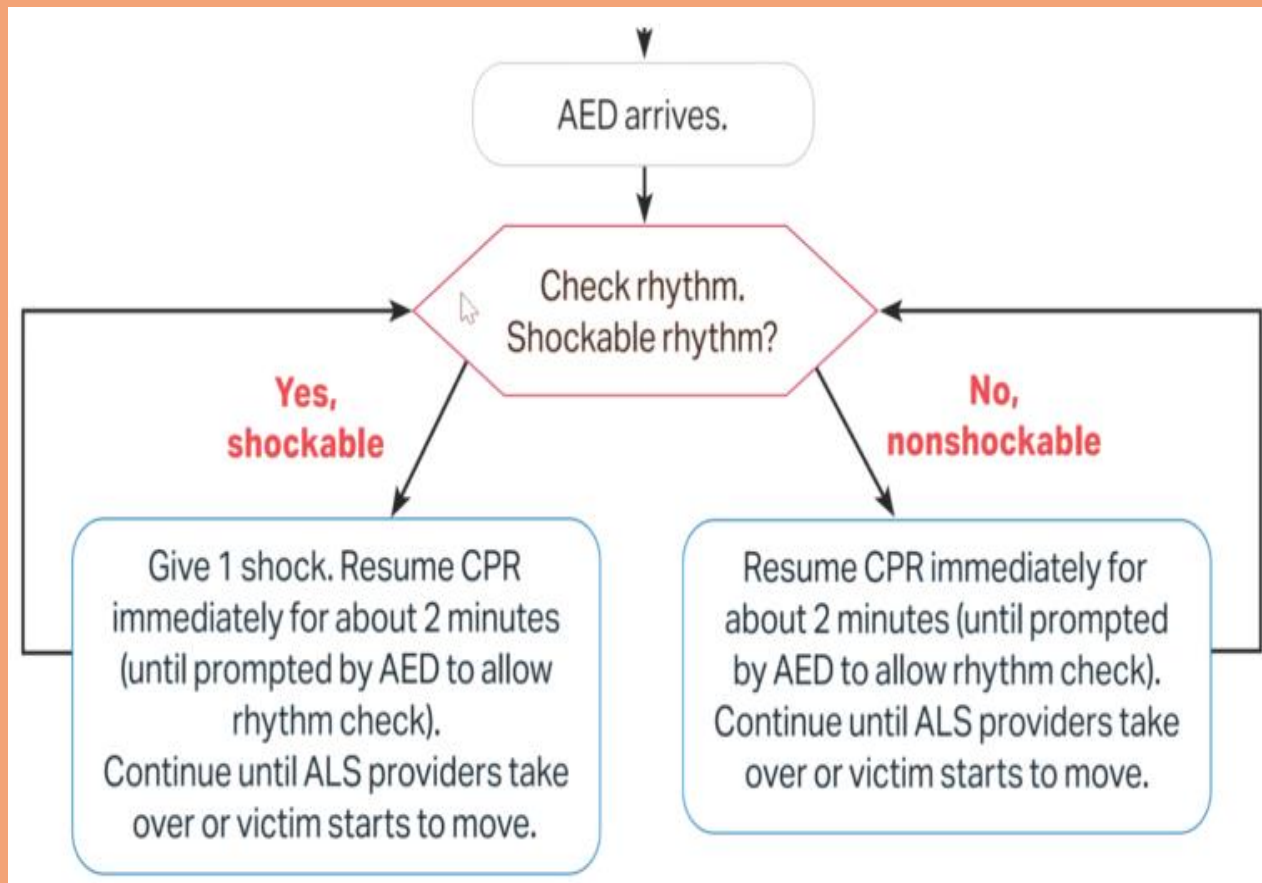 AED arrives.
Check rhythm.
Shockable rhythm?
Yes,
shockable
No,
nonshockable
Give 1 shock. Resume CPR
immediately for about 2 minutes
(until prompted by AED to allow
rhythm check).
Continue until ALS providers take
over or victim starts to move.
Resume CPR immediately for
about 2 minutes (until prompted
by AED to allow rhythm check).
Continue until ALS providers take
over or victim starts to move.